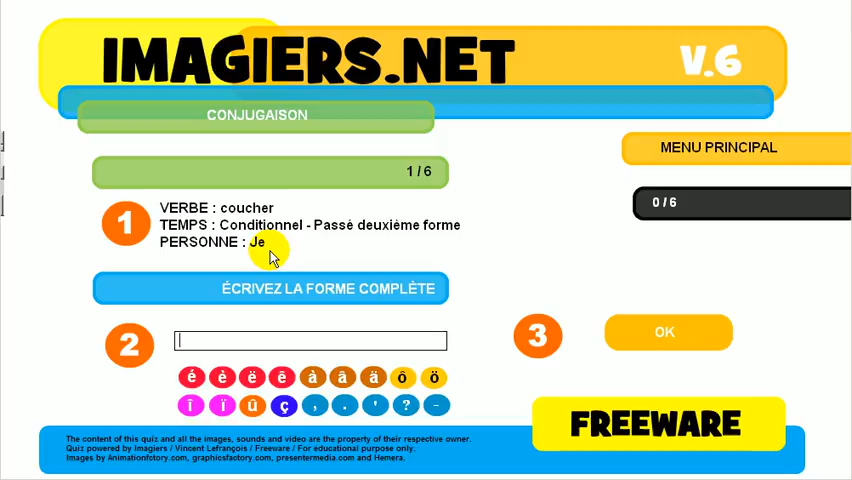 IMAGIERS.NET
V.6
CONJUGAISON
MENU PRINCIPAL
1 / 6
0 / 6
1
VERBE : coucher
TEMPS : Conditionnel - Passé deuxième forme
PERSONNE : Je
ÉCRIVEZ LA FORME COMPLÈTE
2
3
OK
é è ë ê à â ä ô ö
î ï û ç , . ' ? -
FREEWARE
The content of this quiz and all the images, sounds and video are the property of their respective owner.
Quiz powered by Imagiers / Vincent Lefrançois / Freeware / For educational purpose only.
Images by Animationfctory.com, graphicsfactory.com, presentermedia.com and Hemera.